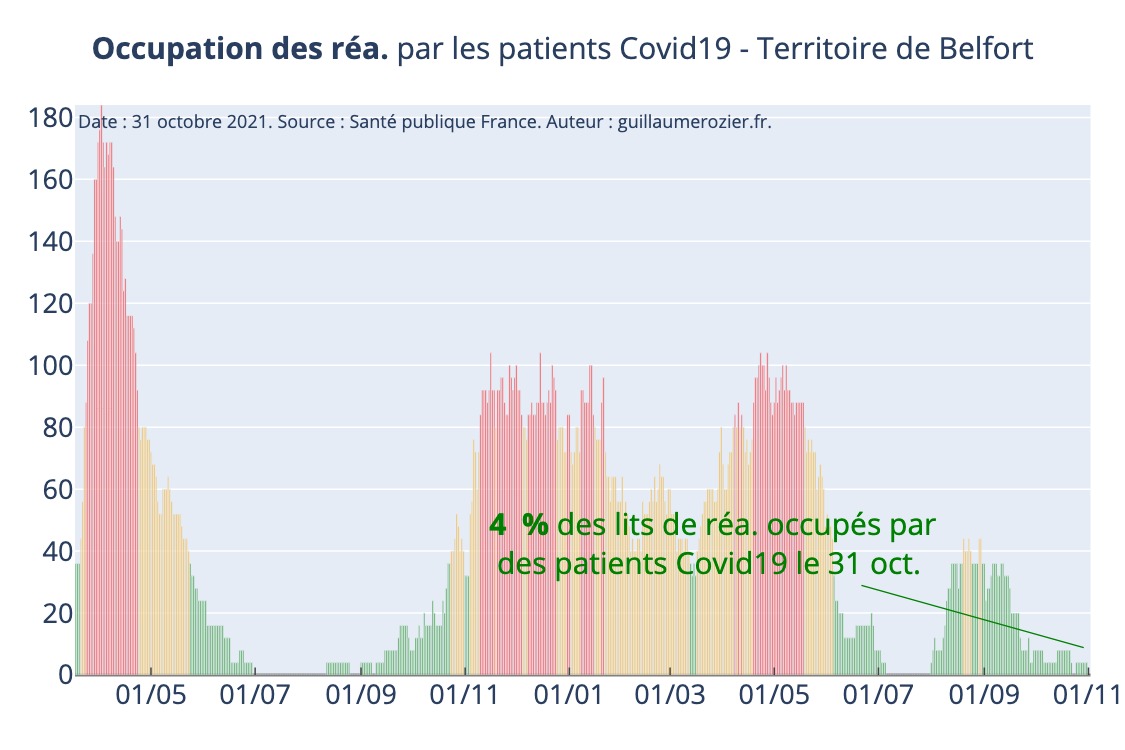 Occupation des réa. par les patients Covid19 - Territoire de Belfort
180
Date : 31 octobre 2021. Source : Santé publique France. Auteur : guillaumerozier.fr.
160
140
120
100
80
60
4 % des lits de réa. occupés par
des patients Covid19 le 31 oct.
40
20
0
01/05 01/07 01/09 01/11 01/01 01/03 01/05 01/07 01/09 01/11